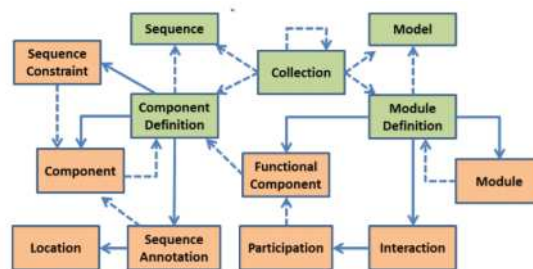 Sequence
Model
Sequence
Constraint
Collection
Component
Definition
Module
Definition
Component
Functional
Component
Module
Location
Sequence
Annotation
Participation
Interaction